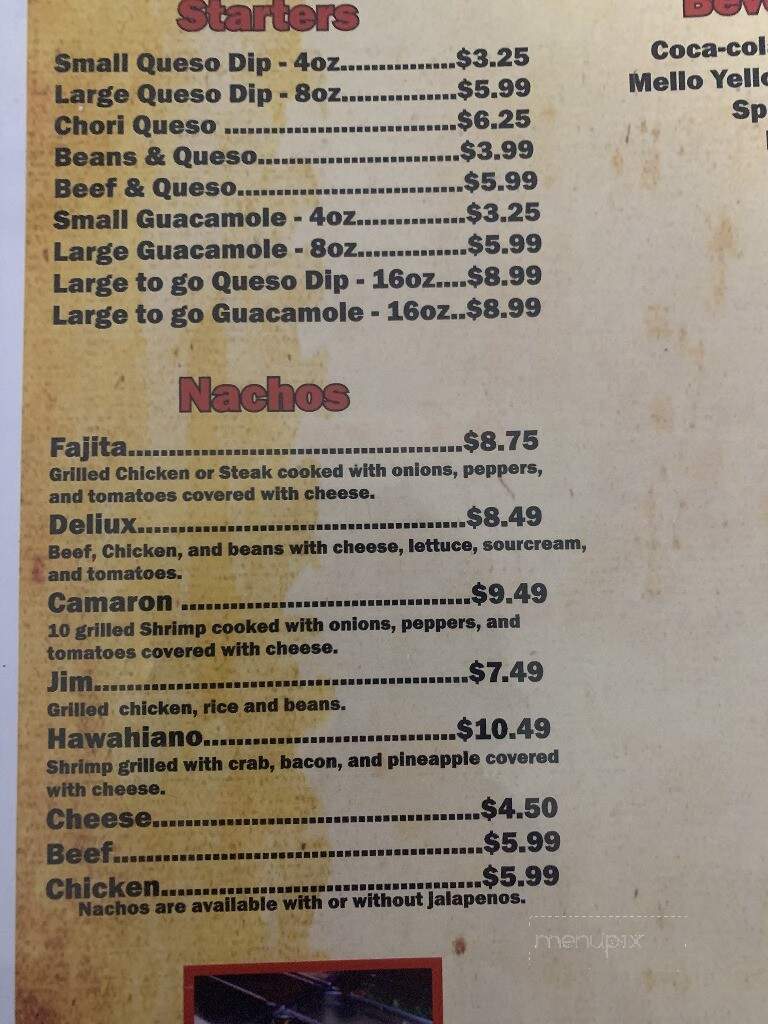 Starters
Small Queso Dip - 4oz..............$3.25
Large Queso Dip - 8oz..............$5.99
Chori Queso ............................$6.25
Beans & Queso.........................$3.99
Beef & Queso............................$5.99
Small Guacamole - 4oz.............$3.25
Large Guacamole - 8oz..............$5.99
Large to go Queso Dip - 16oz....$8.99
Large to go Guacamole - 16oz..$8.99
Coca-col
Mello Yello
Sp
Nachos
Fajita.........................................$8.75
Grilled Chicken or Steak cooked with onions, peppers,
and tomatoes covered with cheese.
Deliux........................................$8.49
Beef, Chicken, and beans with cheese, lettuce, sourcream,
and tomatoes.
Camaron ...................................$9.49
10 grilled Shrimp cooked with onions, peppers, and
tomatoes covered with cheese.
Jim..............................................$7.49
Grilled chicken, rice and beans.
Hawahiano...............................$10.49
Shrimp grilled with crab, bacon, and pineapple covered
with cheese.
Cheese........................................$4.50
Beef.............................................$5.99
Chicken.......................................$5.99
Nachos are available with or without jalapenos.
menupix